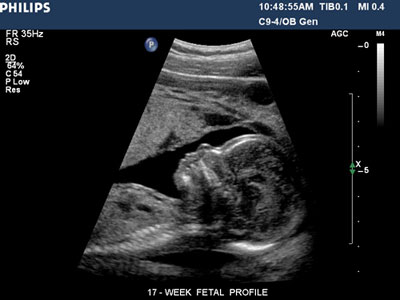 PHILIPS
10:48:55AM TIB0.1 MI 0.4
C9-4/OB Gen
FR 35Hz
RS
AGC
M4
P
0
2D
64%
C 54
P Low
Res
X
5
17 - WEEK FETAL PROFILE